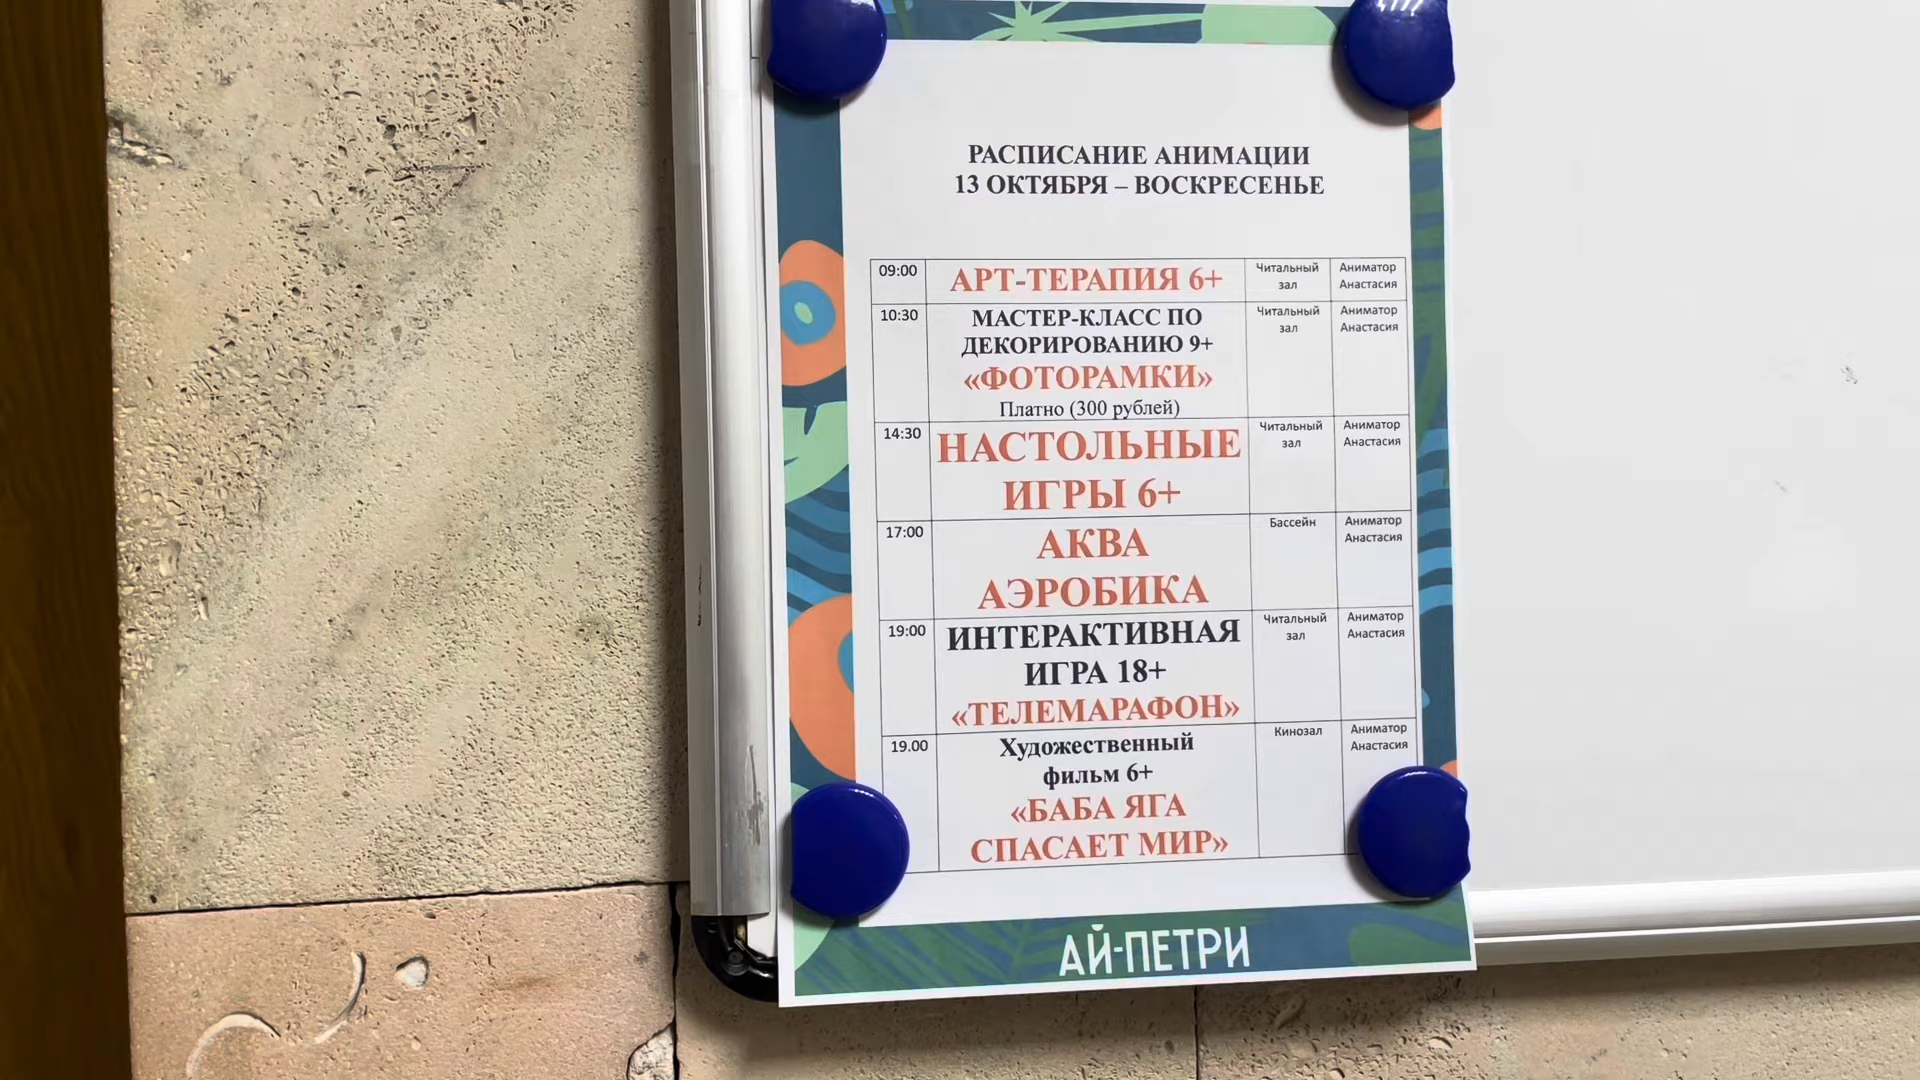 РАСПИСАНИЕ АНИМАЦИИ
13 ОКТЯБРЯ – ВОСКРЕСЕНЬЕ
09:00
АРТ-ТЕРАПИЯ 6+
Читальный
зал
Аниматор
Анастасия
10:30
МАСТЕР-КЛАСС ПО
ДЕКОРИРОВАНИЮ 9+
«ФОТОРАМКИ»
Платно (300 рублей)
Читальный
зал
Аниматор
Анастасия
14:30
НАСТОЛЬНЫЕ
ИГРЫ 6+
Читальный
зал
Аниматор
Анастасия
17:00
АКВА
АЭРОБИКА
Бассейн
Аниматор
Анастасия
19:00
ИНТЕРАКТИВНАЯ
ИГРА 18+
«ТЕЛЕМАРАФОН»
Читальный
зал
Аниматор
Анастасия
19.00
Художественный
фильм 6+
«БАБА ЯГА
СПАСАЕТ МИР»
Кинозал
Аниматор
Анастасия
АЙ-ПЕТРИ